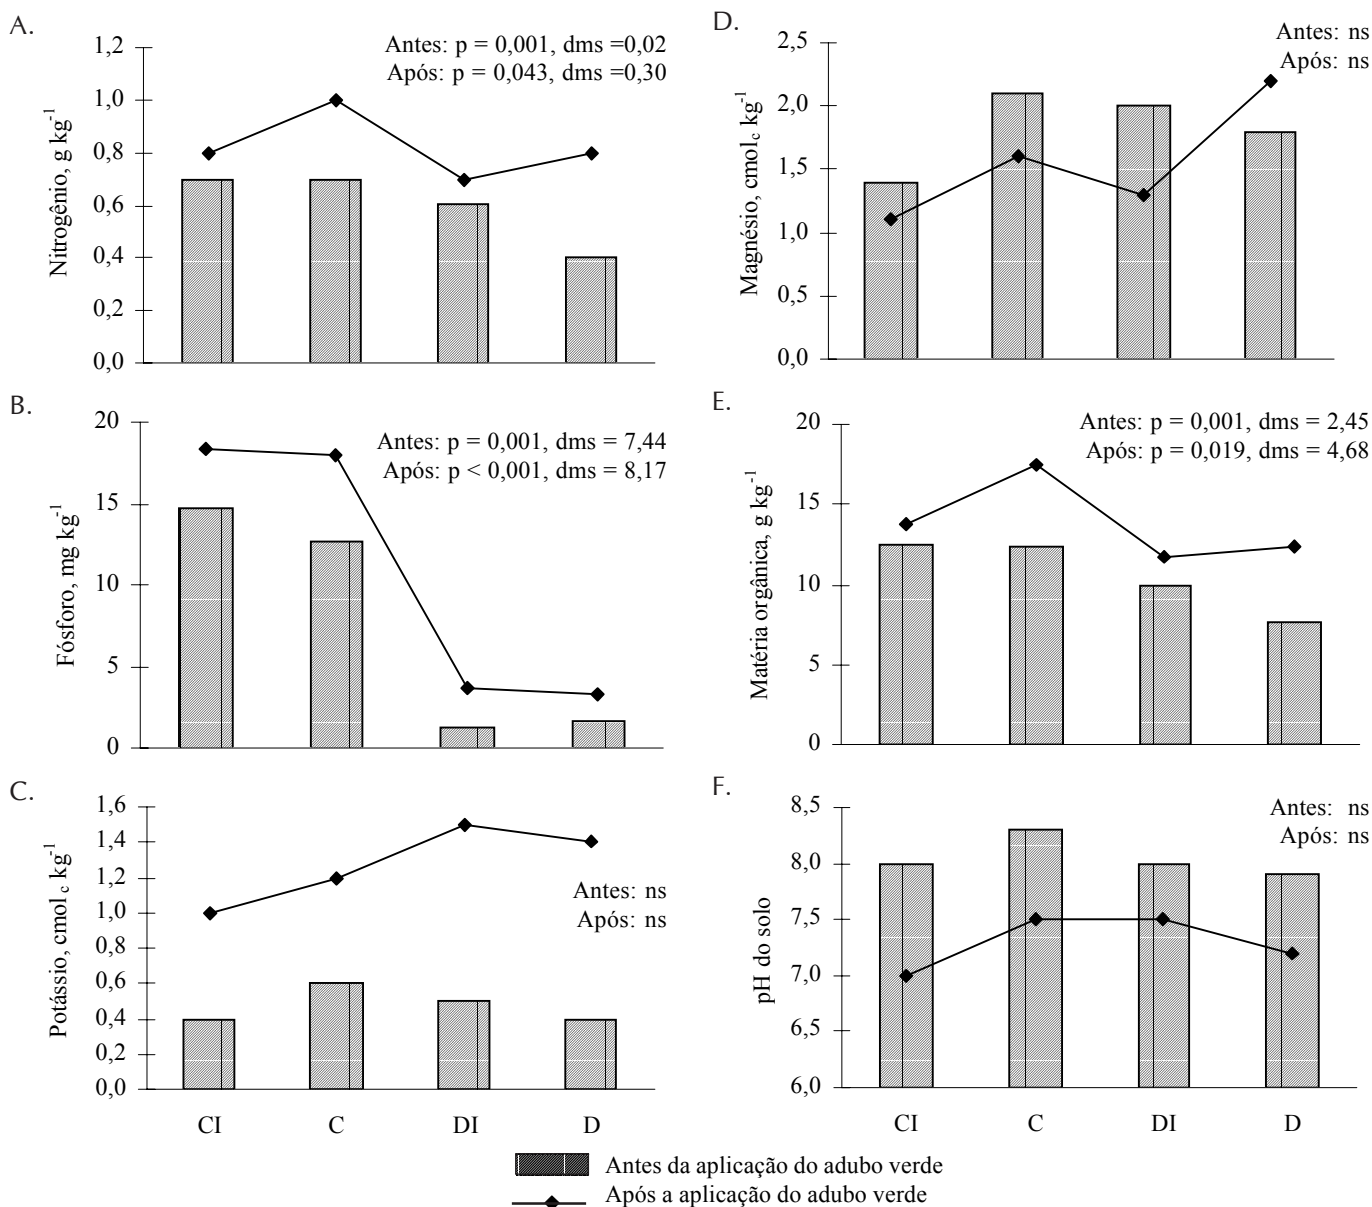 A.
1,2
1,0
0,8
0,6
0,4
0,2
0,0
Nitrogênio, g kg-1
Antes: p = 0,001, dms =0,02
Após: p = 0,043, dms =0,30
B.
20
15
10
5
0
Fósforo, mg kg-1
Antes: p = 0,001, dms = 7,44
Após: p < 0,001, dms = 8,17
C.
1,6
1,4
1,2
1,0
0,8
0,6
0,4
0,2
0,0
Potássio, cmol c kg-1
Antes: ns
Após: ns
CI C DI D
D.
2,5
2,0
1,5
1,0
0,5
0,0
Magnésio, cmolc kg-1
Antes: ns
Após: ns
E.
20
15
10
5
0
Matéria orgânica, g kg-1
Antes: p = 0,001, dms = 2,45
Após: p = 0,019, dms = 4,68
F.
8,5
8,0
7,5
7,0
6,5
6,0
pH do solo
Antes: ns
Após: ns
CI C DI D
Antes da aplicação do adubo verde
Após a aplicação do adubo verde